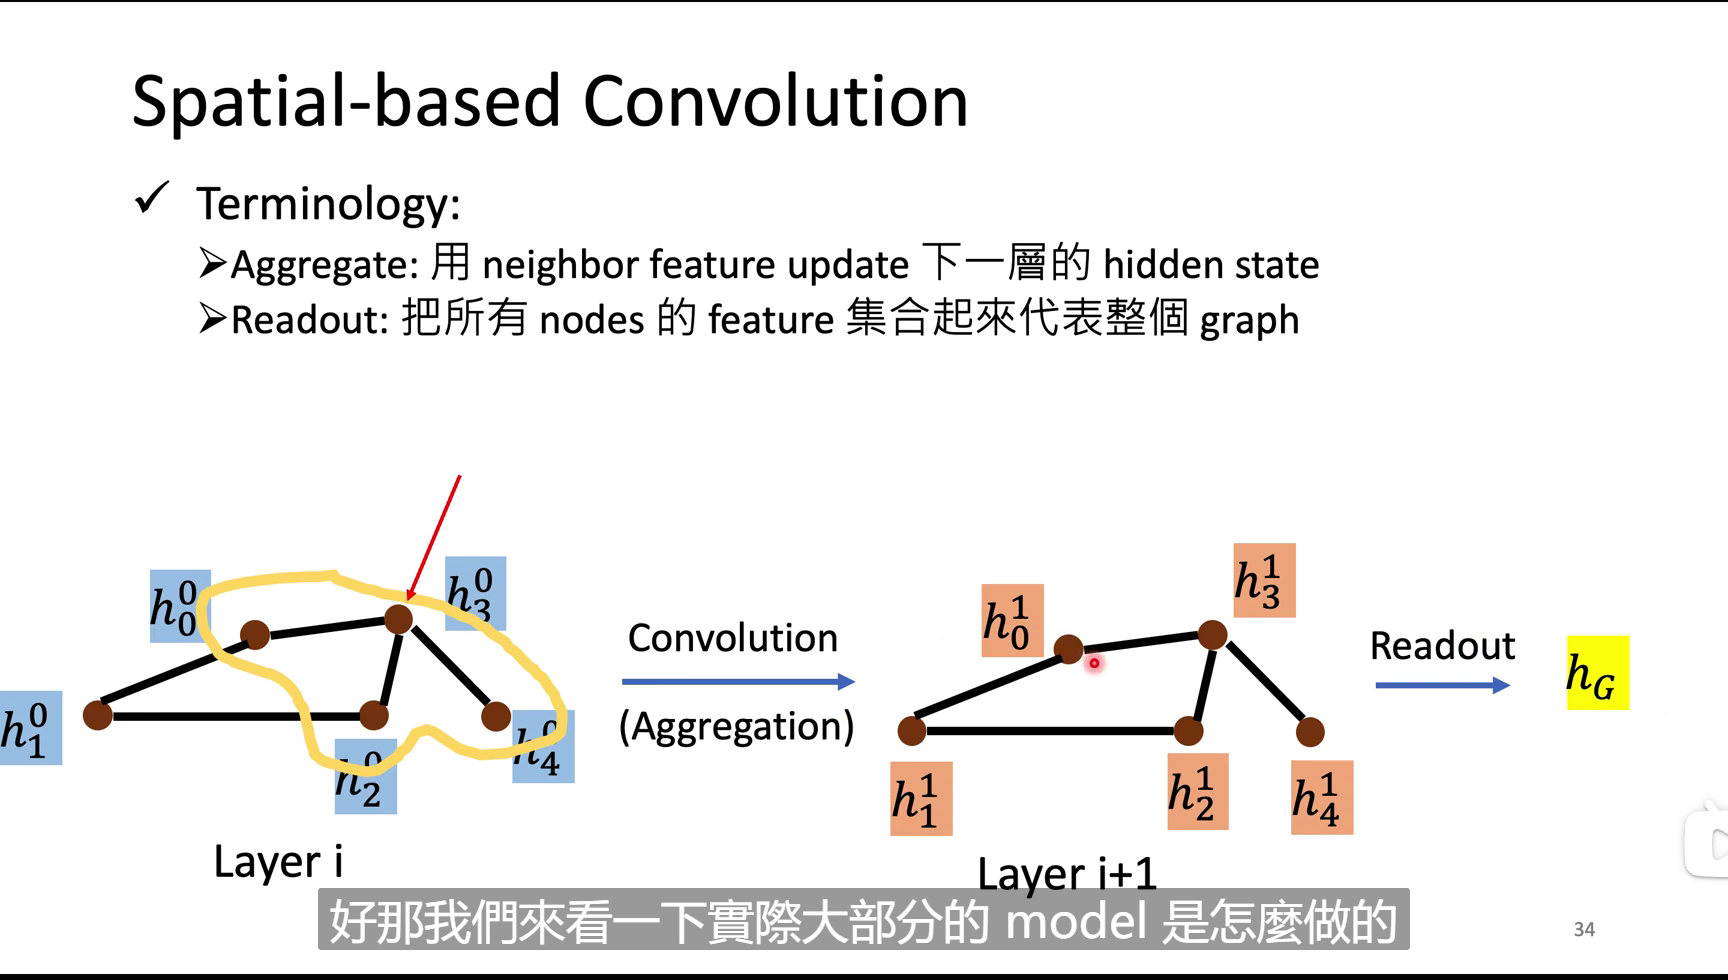 Spatial-based Convolution
✓ Terminology:
➢Aggregate: 用 neighbor feature update 下一層的 hidden state
➢Readout: 把所有 nodes 的 feature 集合起來代表整個 graph
h_0^0
h_3^0
h_1^0
h_2^0
h_4^0
Layer i
Convolution
(Aggregation)
h_0^1
h_3^1
h_1^1
h_2^1
h_4^1
Layer i+1
Readout
h_G
好那我們來看一下實際大部分的 model 是怎麼做的
34